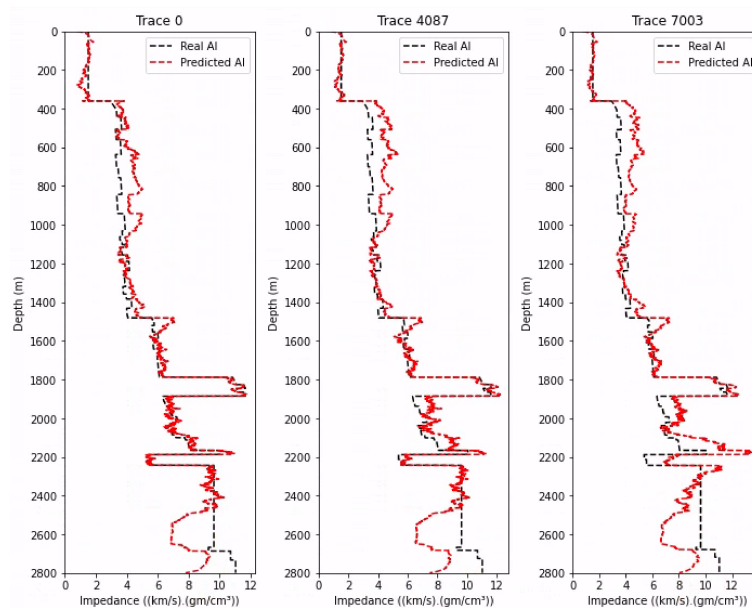 Trace 0
Real AI
Predicted AI
0
200
400
600
800
1000
1200
1400
1600
1800
2000
2200
2400
2600
2800
Depth (m)
0 2 4 6 8 10 12
Impedance ((km/s).(gm/cm³))
Trace 4087
Real AI
Predicted AI
0
200
400
600
800
1000
1200
1400
1600
1800
2000
2200
2400
2600
2800
Depth (m)
0 2 4 6 8 10 12
Impedance ((km/s).(gm/cm³))
Trace 7003
Real AI
Predicted AI
0
200
400
600
800
1000
1200
1400
1600
1800
2000
2200
2400
2600
2800
Depth (m)
0 2 4 6 8 10 12
Impedance ((km/s).(gm/cm³))